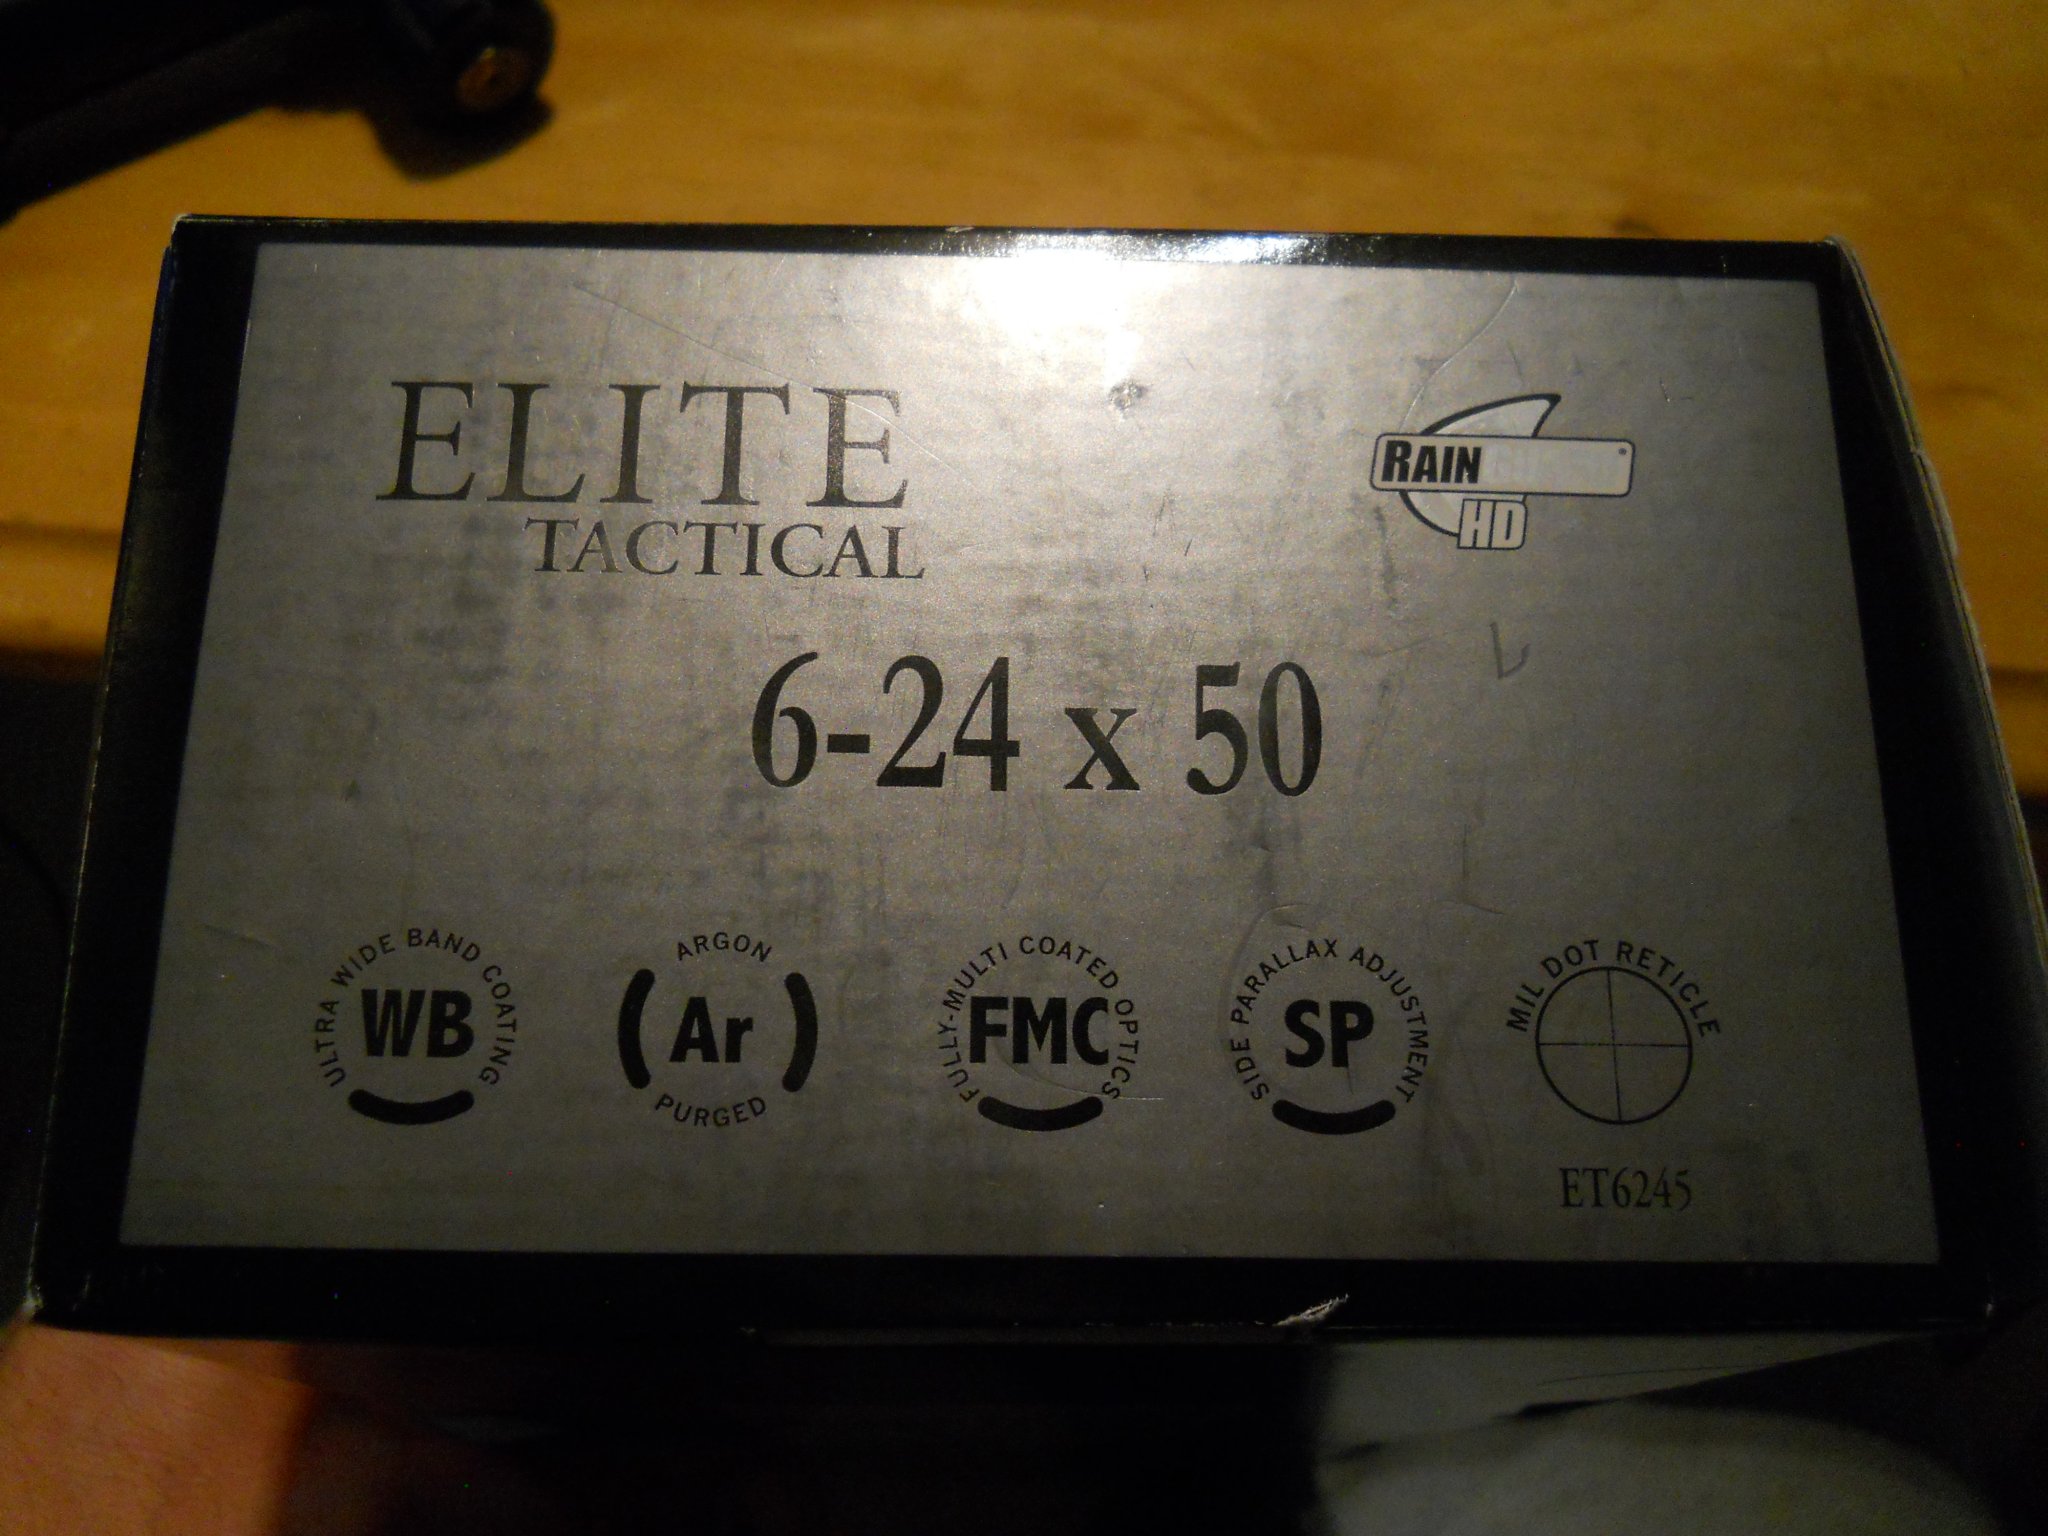 ELITE
TACTICAL
RAINGUARD®
HD
6-24 x 50
ULTRA WIDE BAND COATING
WB
ARGON
(Ar)
PURGED
FULLY-MULTI COATED OPTICS
FMC
SIDE PARALLAX ADJUSTMENT
SP
MIL DOT RETICLE
ET6245